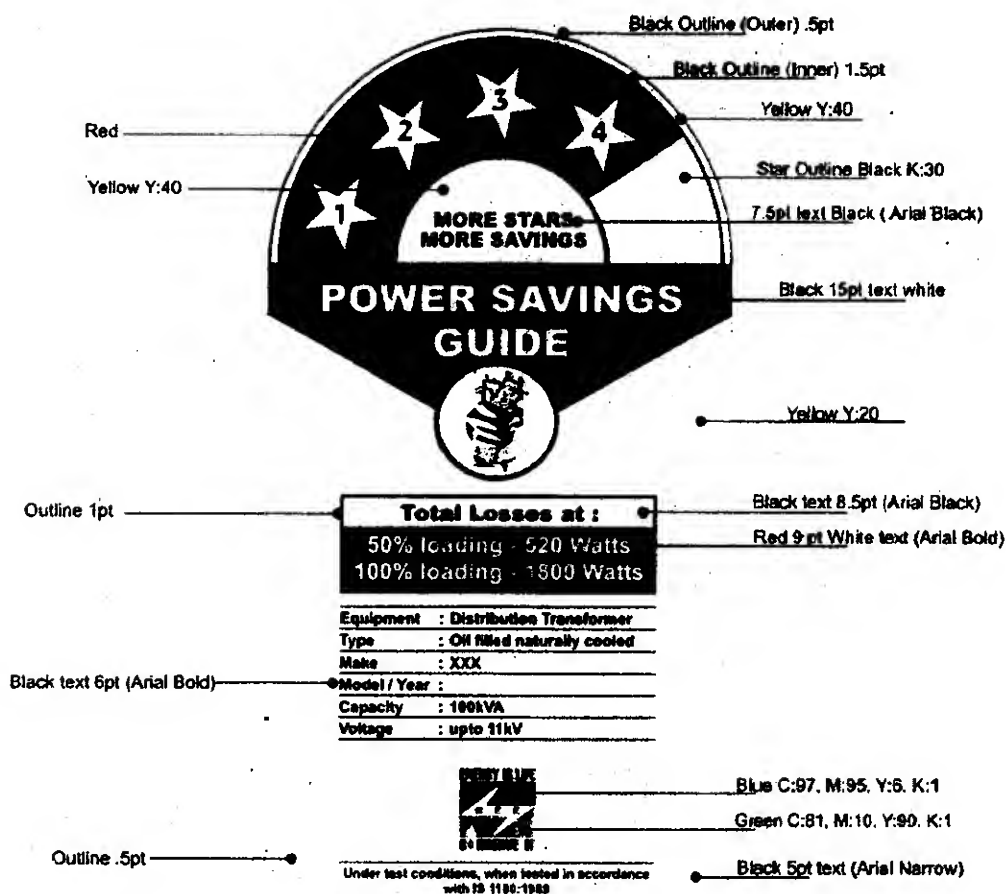 Black Outline (Outer) .5pt
Black Outline (Inner) 1.5pt
Yellow Y:40
Red
Star Outline Black K:30
Yellow Y:40
7.5pt text Black ( Arial Black)
1 2 3 4
MORE STARS
MORE SAVINGS
Black 15pt text white
POWER SAVINGS
GUIDE
Yellow Y:20
Outline 1pt
Black text 8.5pt (Arial Black)
Total Losses at :
Red 9 pt White text (Arial Bold)
50% loading - 520 Watts
100% loading - 1800 Watts
Equipment : Distribution Transformer
Type : Oil filled naturally cooled
Make : XXX
Black text 6pt (Arial Bold)
Model / Year :
Capacity : 100kVA
Voltage : upto 11kV
ENERGY IS LIFE
Blue C:97, M:95, Y:6, K:1
Green C:81, M:10, Y:90, K:1
Outline .5pt
Black 5pt text (Arial Narrow)
Under test conditions, when tested in accordance
with IS 1180:1989